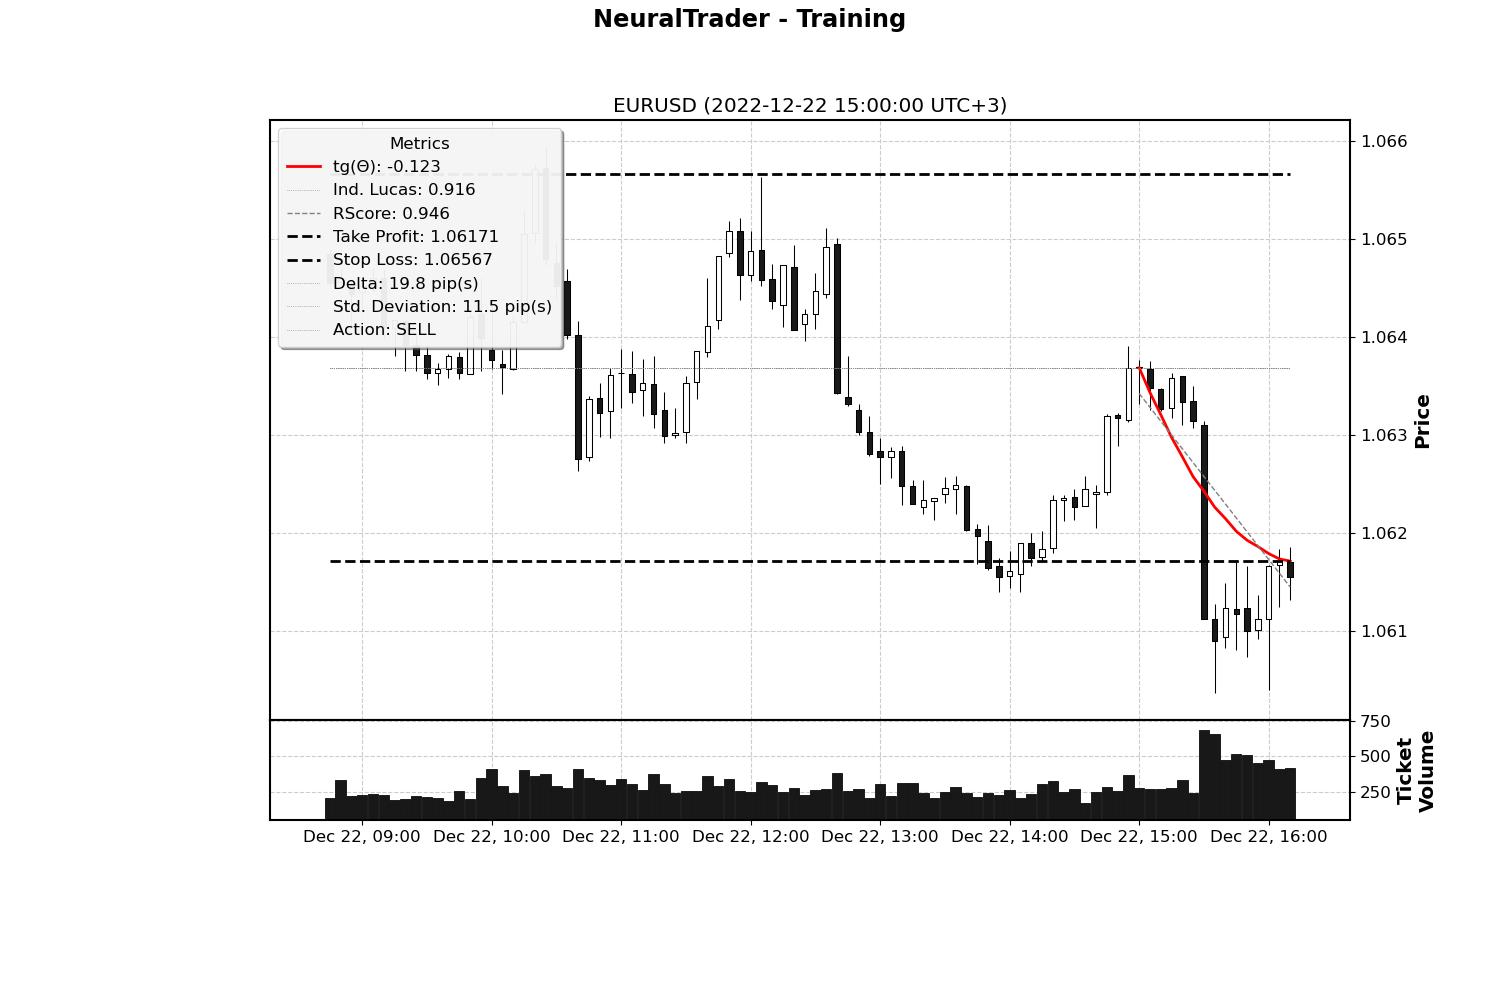 NeuralTrader - Training
EURUSD (2022-12-22 15:00:00 UTC+3)
Metrics
tg(Θ): -0.123
Ind. Lucas: 0.916
RScore: 0.946
Take Profit: 1.06171
Stop Loss: 1.06567
Delta: 19.8 pip(s)
Std. Deviation: 11.5 pip(s)
Action: SELL
1.066
1.065
1.064
1.063
1.062
1.061
Price
750
500
250
Ticket
Volume
Dec 22, 09:00
Dec 22, 10:00
Dec 22, 11:00
Dec 22, 12:00
Dec 22, 13:00
Dec 22, 14:00
Dec 22, 15:00
Dec 22, 16:00